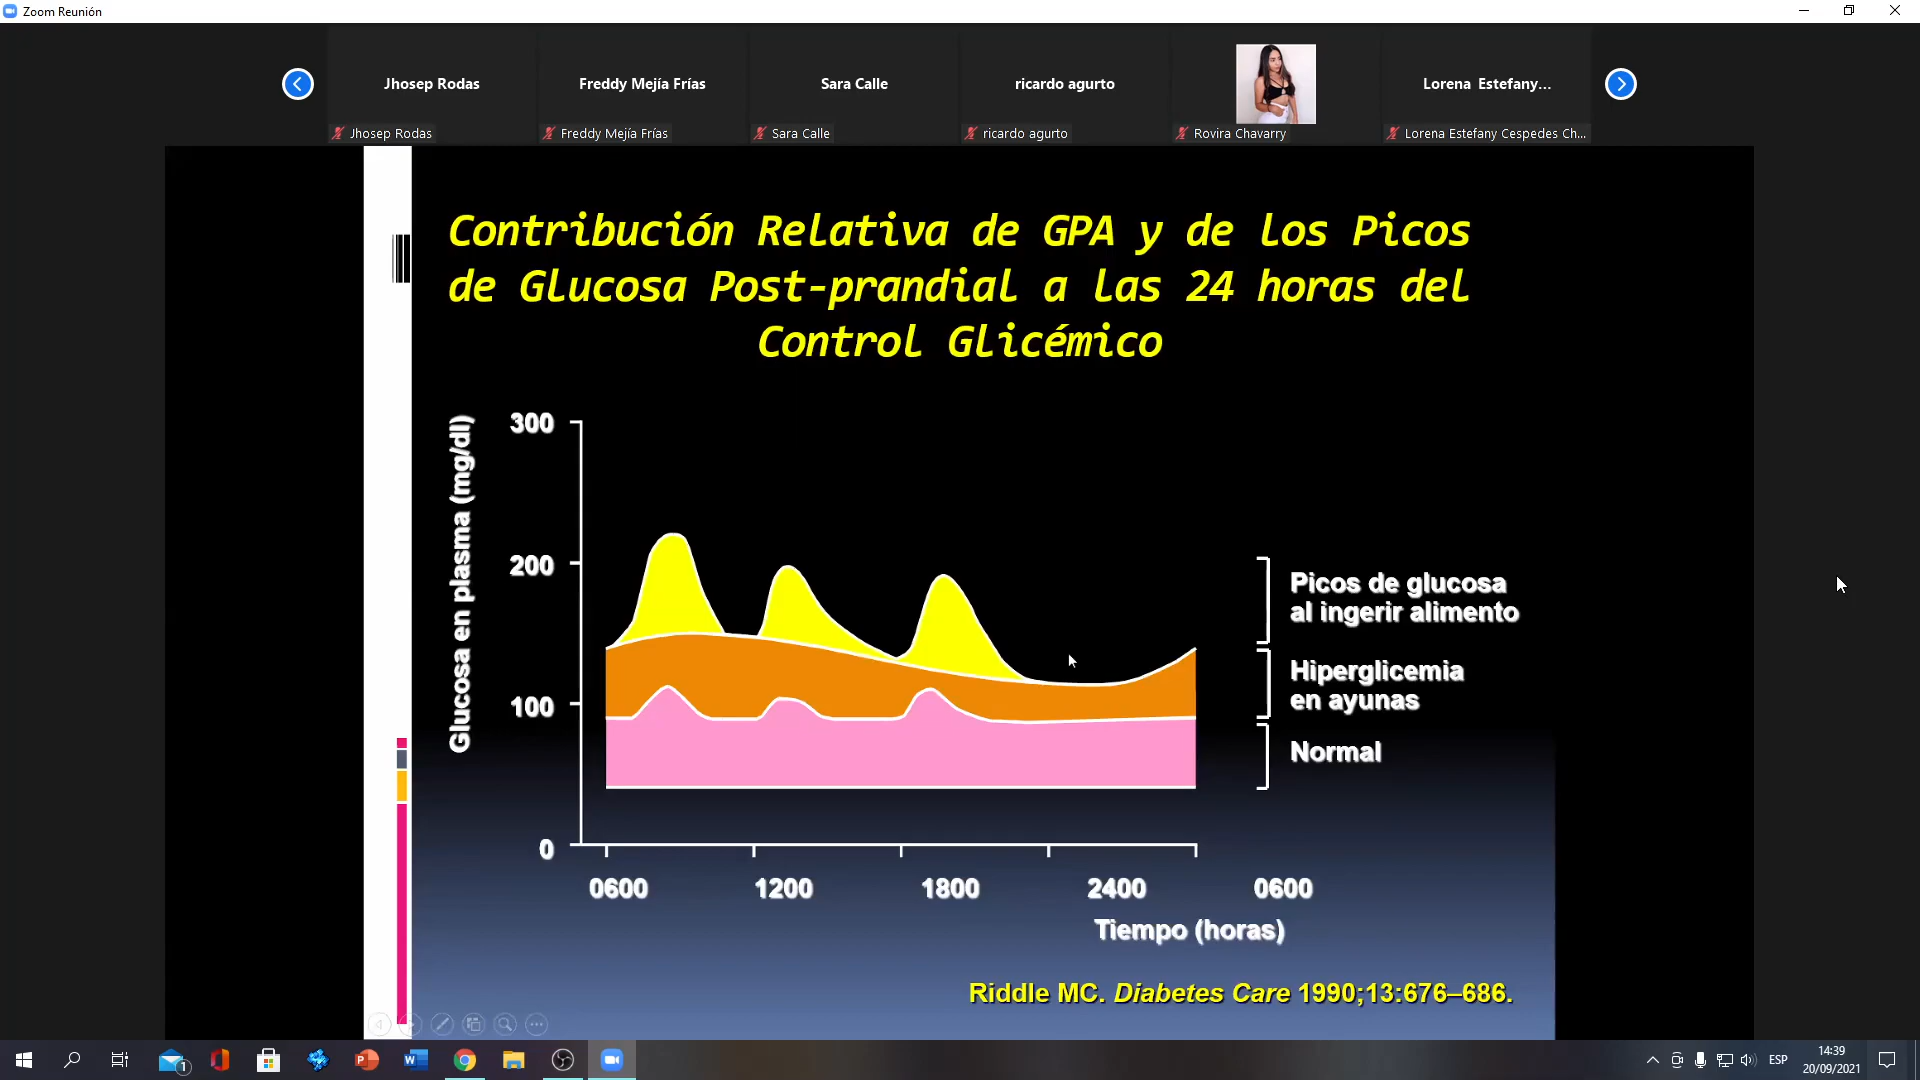 Zoom Reunión
Jhosep Rodas
Freddy Mejía Frías
Sara Calle
ricardo agurto
Lorena Estefany...
Jhosep Rodas
Freddy Mejía Frías
Sara Calle
ricardo agurto
Rovira Chavarry
Lorena Estefany Cespedes Ch...
Contribución Relativa de GPA y de los Picos
de Glucosa Post-prandial a las 24 horas del
Control Glicémico
Glucosa en plasma (mg/dl)
300
200
100
0
Picos de glucosa
al ingerir alimento
Hiperglicemia
en ayunas
Normal
0600 1200 1800 2400 0600
Tiempo (horas)
Riddle MC. Diabetes Care 1990;13:676–686.
1
ESP
14:39
20/09/2021